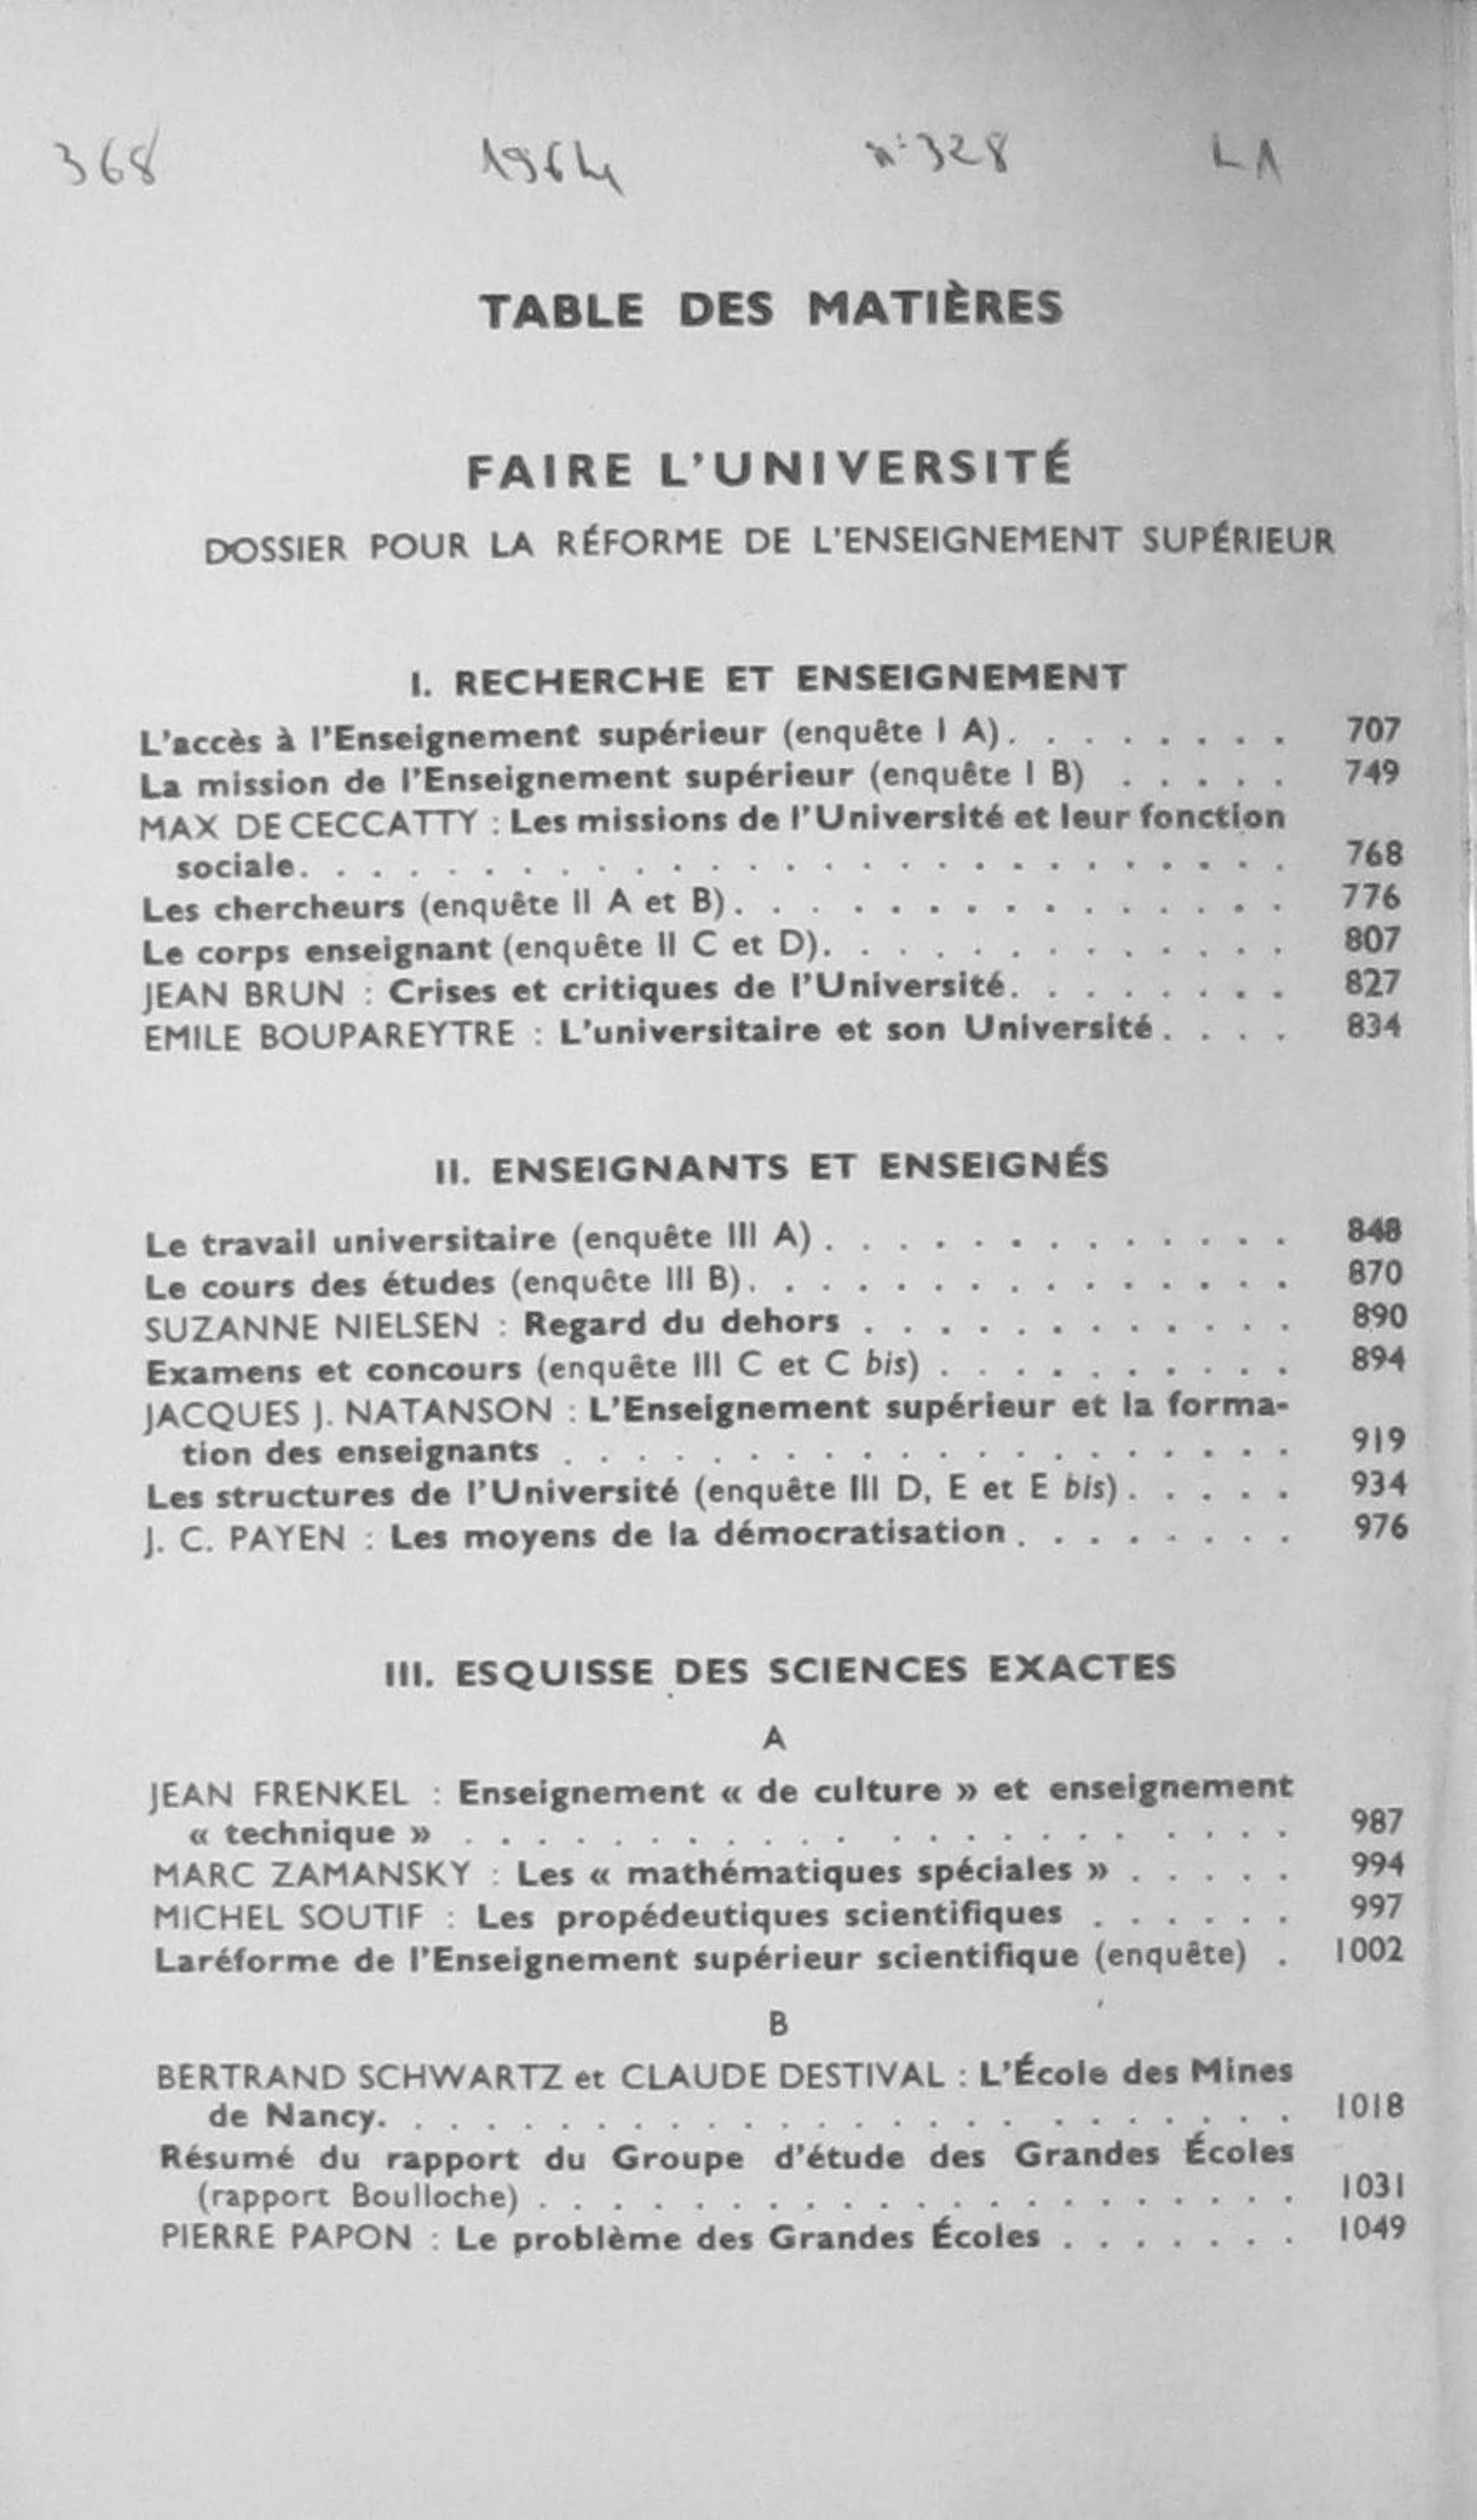 368 1964 n° 328 LA
TABLE DES MATIÈRES
FAIRE L'UNIVERSITÉ
DOSSIER POUR LA RÉFORME DE L'ENSEIGNEMENT SUPÉRIEUR
I. RECHERCHE ET ENSEIGNEMENT
L'accès à l'Enseignement supérieur (enquête I A). . . . . . . . 707
La mission de l'Enseignement supérieur (enquête I B) . . . . . 749
MAX DE CECCATTY : Les missions de l'Université et leur fonction
sociale. . . . . . . . . . . . . . . . . . . . . . . . . . . 768
Les chercheurs (enquête II A et B). . . . . . . . . . . . . . . 776
Le corps enseignant (enquête II C et D). . . . . . . . . . . . . 807
JEAN BRUN : Crises et critiques de l'Université. . . . . . . . 827
EMILE BOUPAREYTRE : L'universitaire et son Université. . . . 834
II. ENSEIGNANTS ET ENSEIGNÉS
Le travail universitaire (enquête III A) . . . . . . . . . . . . . 848
Le cours des études (enquête III B). . . . . . . . . . . . . . . 870
SUZANNE NIELSEN : Regard du dehors . . . . . . . . . . . . 890
Examens et concours (enquête III C et C bis) . . . . . . . . . . 894
JACQUES J. NATANSON : L'Enseignement supérieur et la forma-
tion des enseignants . . . . . . . . . . . . . . . . . . . . 919
Les structures de l'Université (enquête III D, E et E bis). . . . . 934
J. C. PAYEN : Les moyens de la démocratisation . . . . . . . . 976
III. ESQUISSE DES SCIENCES EXACTES
A
JEAN FRENKEL : Enseignement « de culture » et enseignement
« technique » . . . . . . . . . . . . . . . . . . . . . . 987
MARC ZAMANSKY : Les « mathématiques spéciales » . . . . . 994
MICHEL SOUTIF : Les propédeutiques scientifiques . . . . . . 997
Laréforme de l'Enseignement supérieur scientifique (enquête) . 1002
B
BERTRAND SCHWARTZ et CLAUDE DESTIVAL : L'École des Mines
de Nancy. . . . . . . . . . . . . . . . . . . . . . . . . 1018
Résumé du rapport du Groupe d'étude des Grandes Écoles
(rapport Boulloche) . . . . . . . . . . . . . . . . . . . . . 1031
PIERRE PAPON : Le problème des Grandes Écoles . . . . . . . 1049